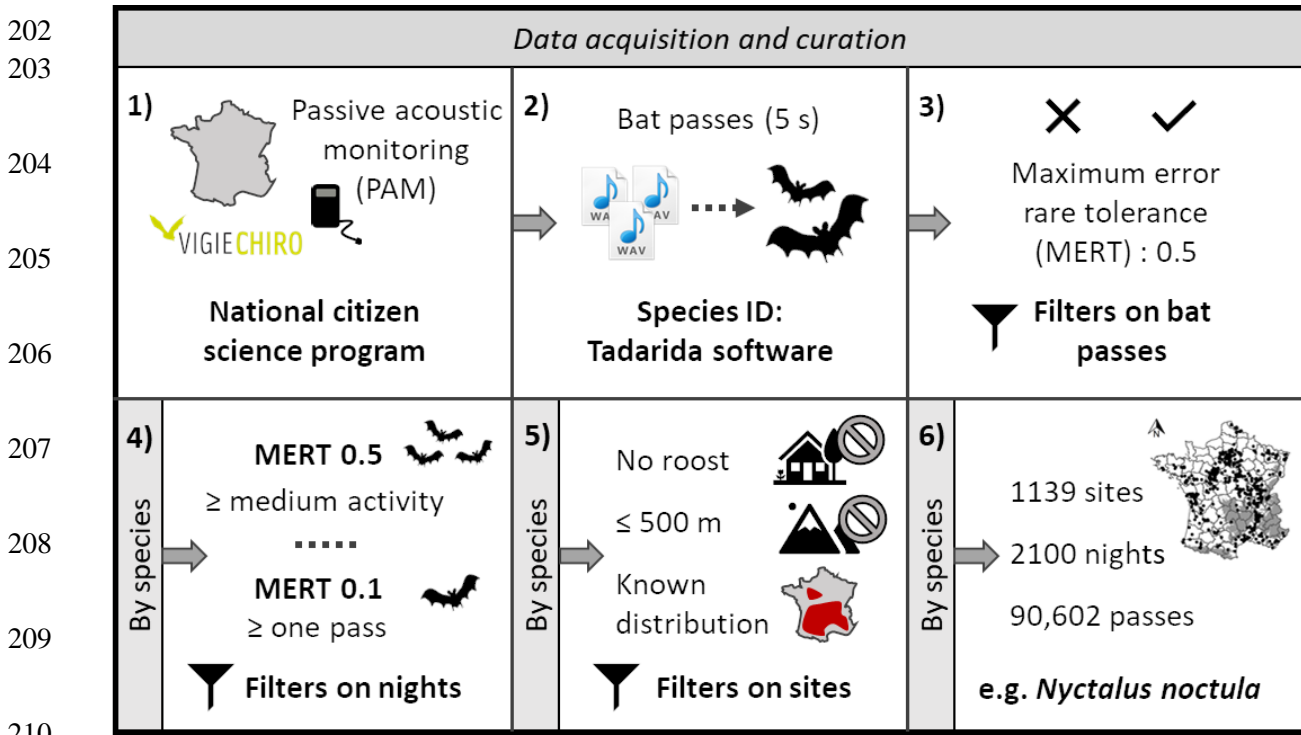 202
203
204
205
206
207
208
209
210
Data acquisition and curation
1)
Passive acoustic
monitoring
(PAM)
VIGIECHIRO
National citizen
science program
2)
Bat passes (5 s)
WAV
WAV
WAV
Species ID:
Tadarida software
3)
Maximum error
rare tolerance
(MERT) : 0.5
Filters on bat
passes
By species
4)
MERT 0.5
≥ medium activity
MERT 0.1
≥ one pass
Filters on nights
By species
5)
No roost
≤ 500 m
Known
distribution
Filters on sites
By species
6)
N
1139 sites
2100 nights
90,602 passes
e.g. Nyctalus noctula